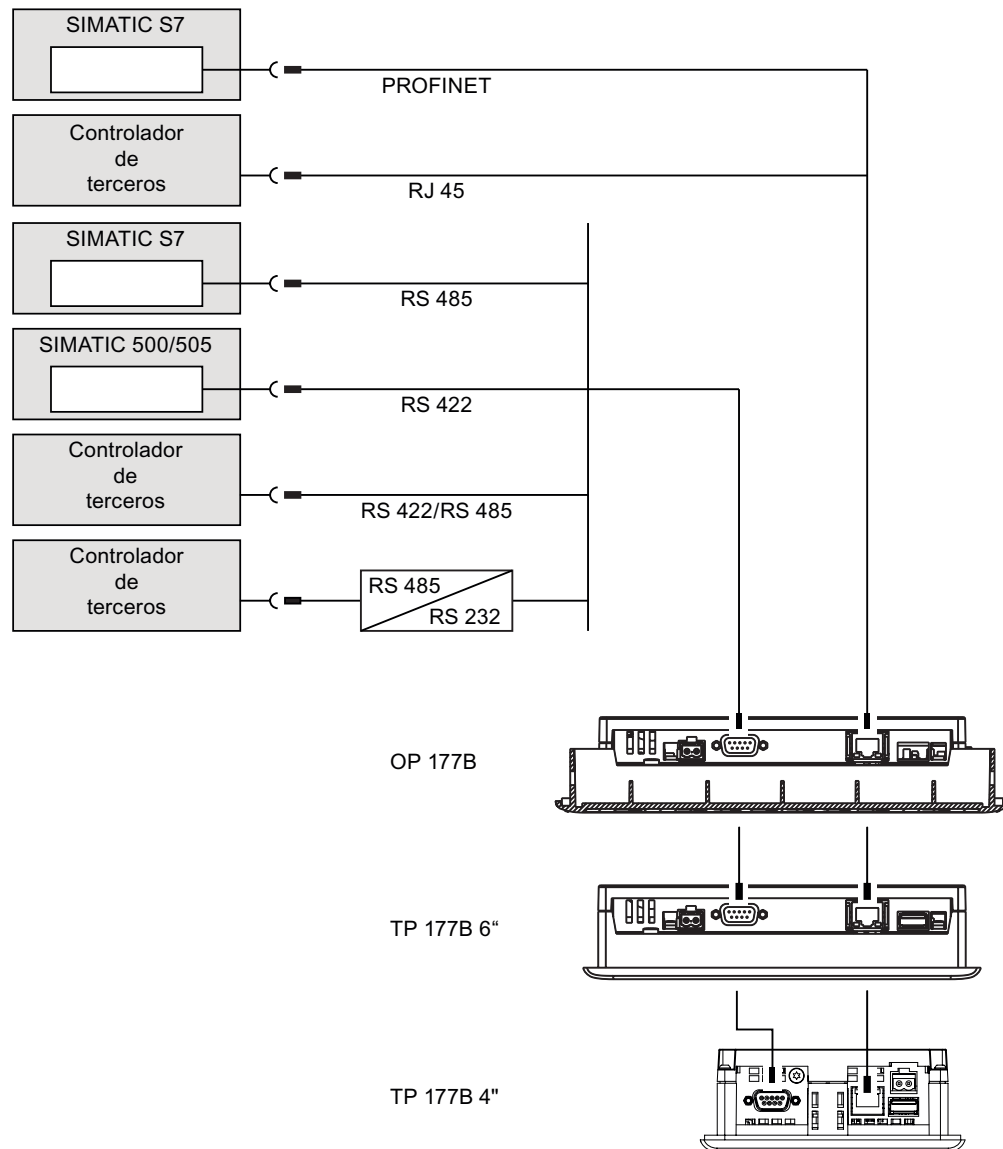 SIMATIC S7
PROFINET
Controlador
de
terceros
RJ 45
SIMATIC S7
RS 485
SIMATIC 500/505
RS 422
Controlador
de
terceros
RS 422/RS 485
Controlador
de
terceros
RS 485
RS 232
OP 177B
TP 177B 6“
TP 177B 4"